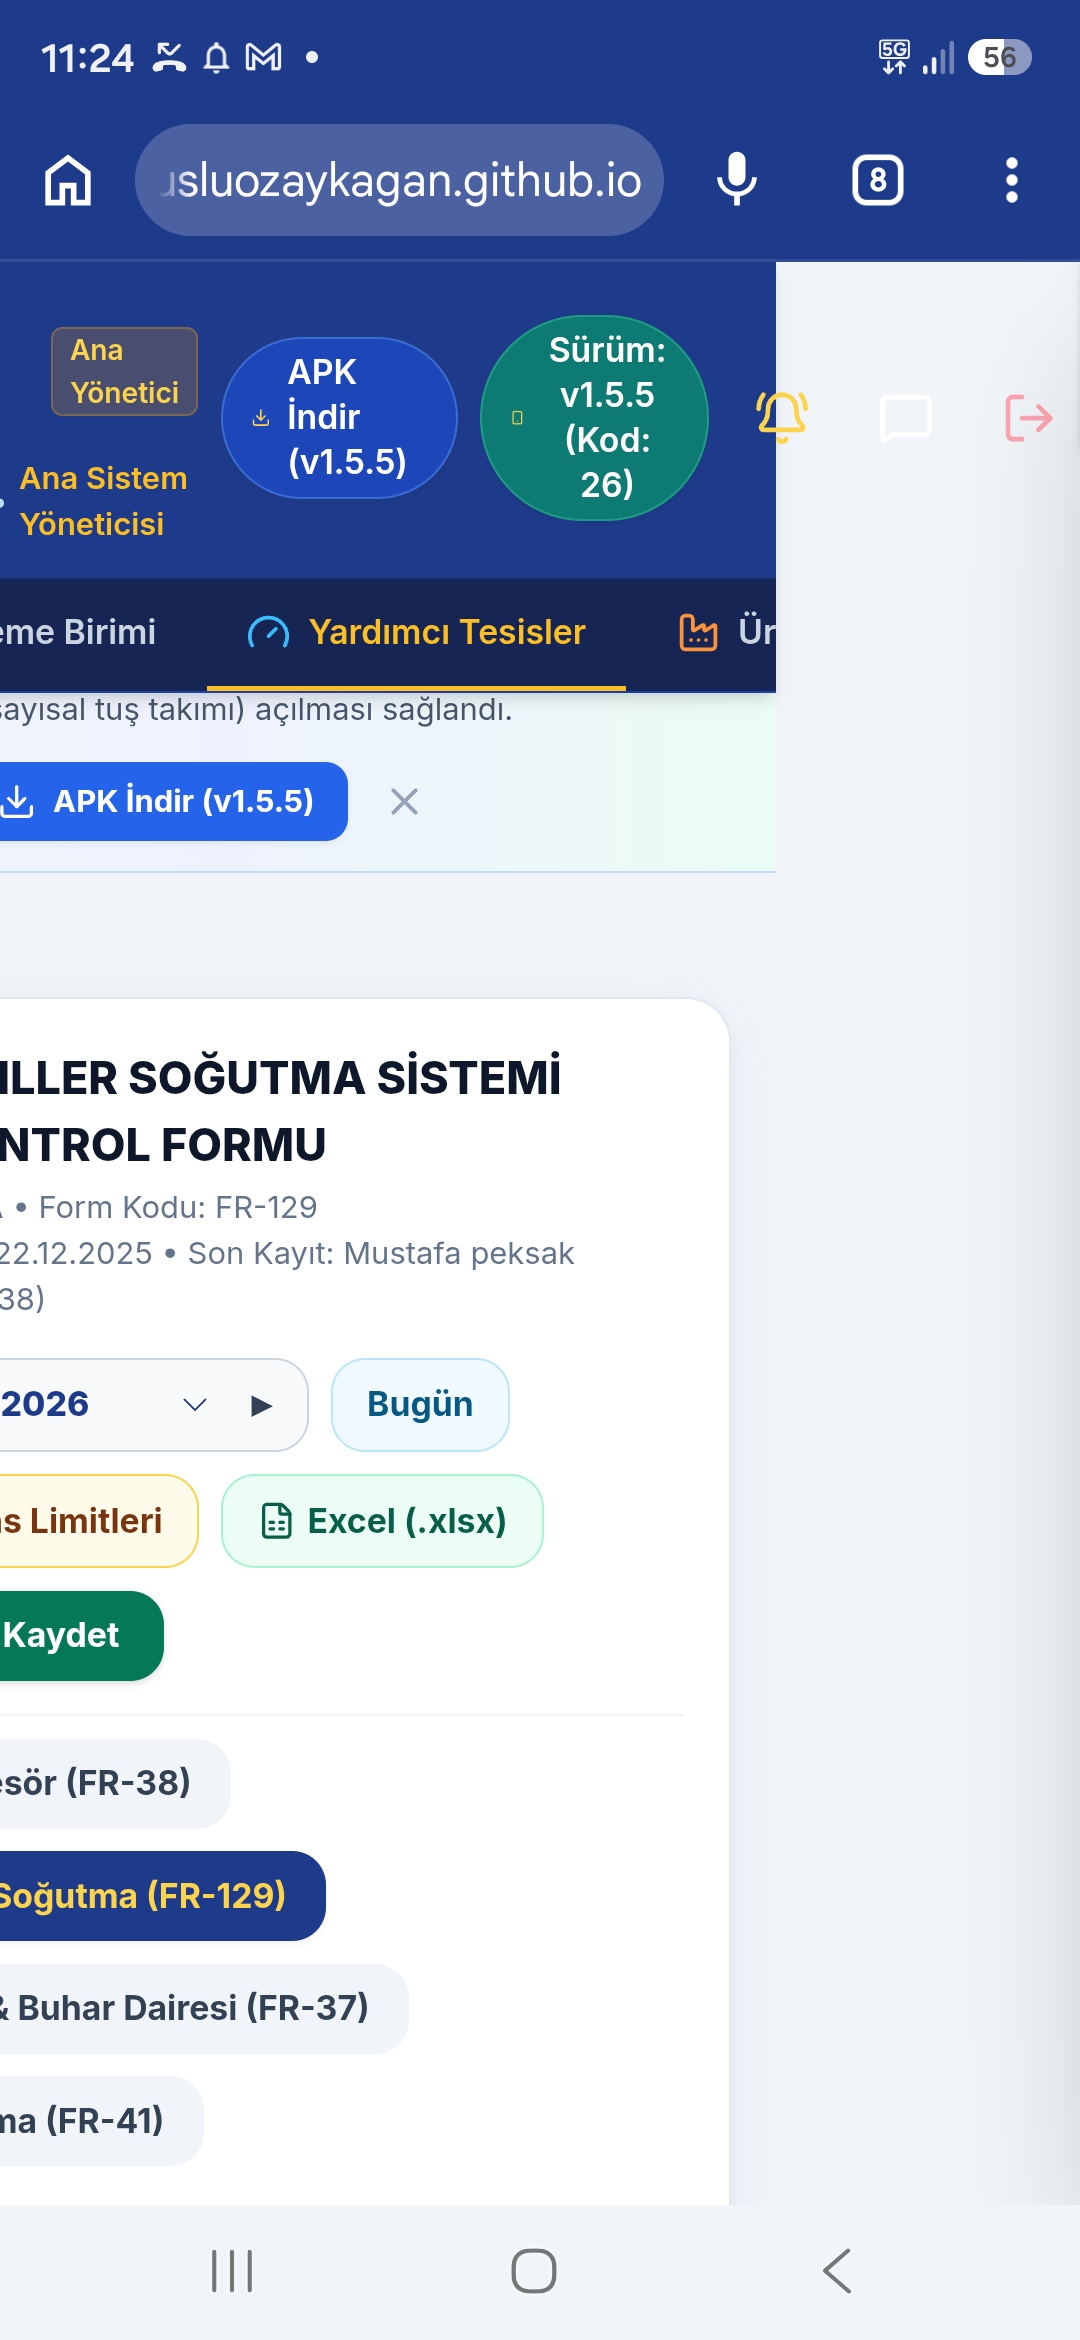 11:24
5G
56
usluozaykagan.github.io
8
Ana
Yönetici
Ana Sistem
Yöneticisi
APK
İndir
(v1.5.5)
Sürüm:
v1.5.5
(Kod:
26)
eme Birimi
Yardımcı Tesisler
Ür
sayısal tuş takımı) açılması sağlandı.
APK İndir (v1.5.5)
ILLER SOĞUTMA SİSTEMİ
NTROL FORMU
• Form Kodu: FR-129
22.12.2025 • Son Kayıt: Mustafa peksak
38)
2026
Bugün
s Limitleri
Excel (.xlsx)
Kaydet
esör (FR-38)
Soğutma (FR-129)
& Buhar Dairesi (FR-37)
ma (FR-41)